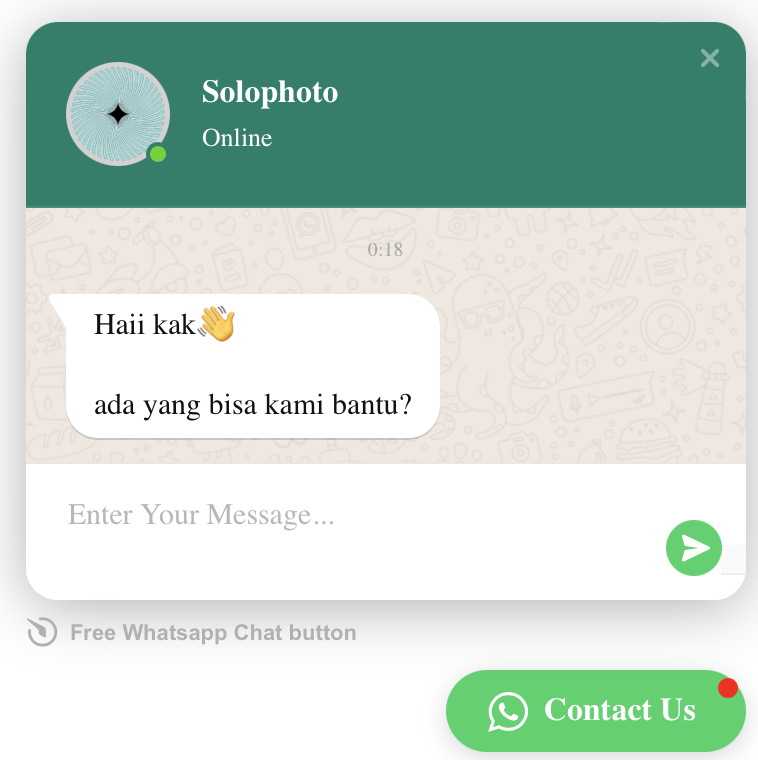 Solophoto
Online
0:18
Haii kak👋
ada yang bisa kami bantu?
Enter Your Message...
Free Whatsapp Chat button
Contact Us